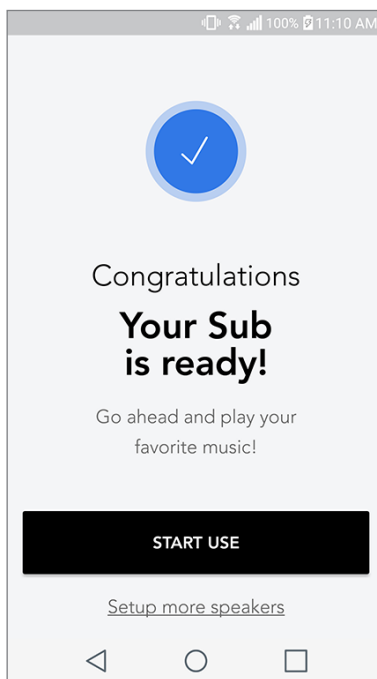 100% 11:10 AM
Congratulations
Your Sub
is ready!
Go ahead and play your
favorite music!
START USE
Setup more speakers